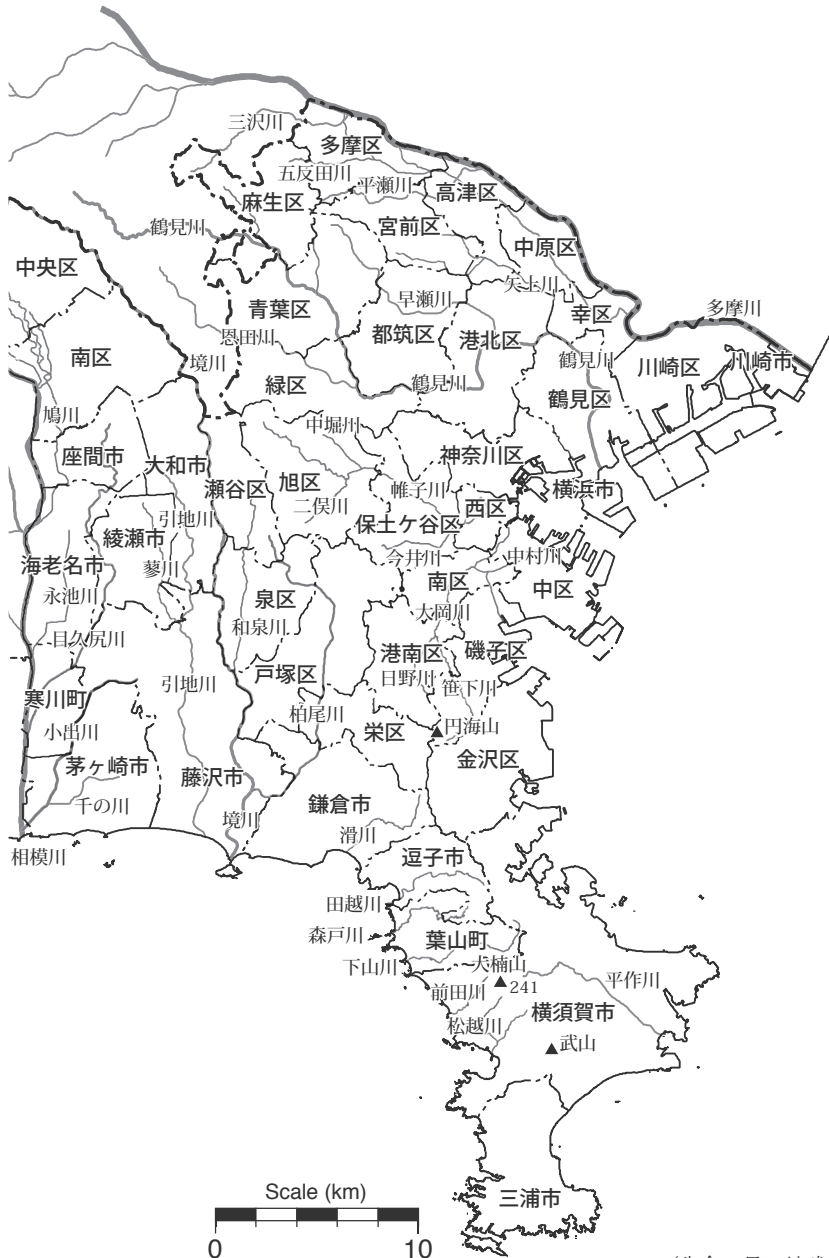 三沢川
多摩区
五反田川
平瀬川
高津区
麻生区
宮前区
鶴見川
中原区
中央区
矢上川
早瀬川
幸区
多摩川
青葉区
恩田川
都筑区
港北区
南区
境川
鶴見川
川崎区
川崎市
緑区
鶴見川
鶴見区
鳩川
中堀川
座間市
大和市
神奈川区
瀬谷区
旭区
帷子川
横浜市
引地川
二俣川
西区
綾瀬市
保土ケ谷区
海老名市
蓼川
今井川
中村川
永池川
泉区
南区
中区
大岡川
目久尻川
和泉川
港南区
磯子区
引地川
戸塚区
日野川
笹下川
寒川町
柏尾川
小出川
栄区
円海山
茅ヶ崎市
藤沢市
金沢区
千の川
境川
鎌倉市
滑川
相模川
逗子市
田越川
森戸川
葉山町
下山川
大楠山
前田川
241
平作川
松越川
横須賀市
武山
三浦市
Scale (km)
0 10